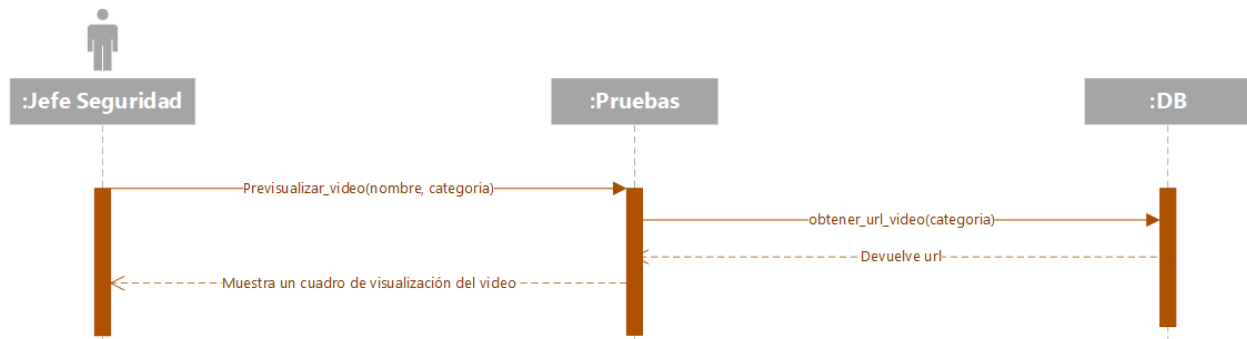 :Jefe Seguridad
:Pruebas
:DB
Previsualizar_video(nombre, categoria)
obtener_url_video(categoria)
Devuelve url
Muestra un cuadro de visualización del video